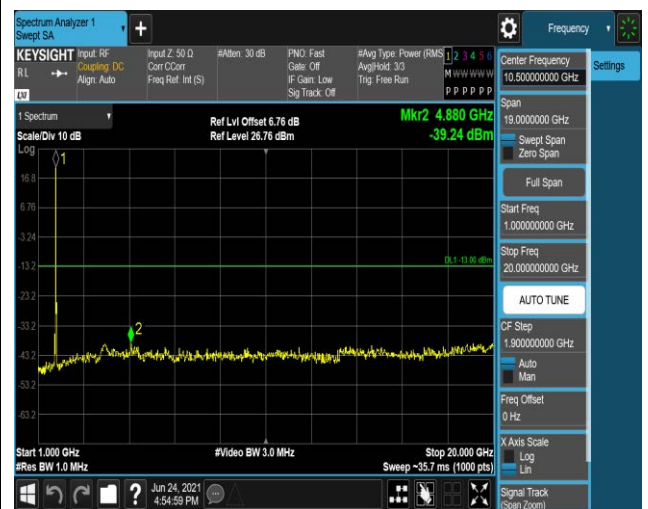 Spectrum Analyzer 1
Swept SA
+
Frequency
KEYSIGHT
RL
LXI
Input: RF
Coupling: DC
Align: Auto
Input Z: 50 Ω
Corr CCorr
Freq Ref: Int (S)
#Atten: 30 dB
PNO: Fast
Gate: Off
IF Gain: Low
Sig Track: Off
#Avg Type: Power (RMS
Avg|Hold: 3/3
Trig: Free Run
1 2 3 4 5 6
M W W W W W
P P P P P P
1 Spectrum
Scale/Div 10 dB
Log
Ref Lvl Offset 6.76 dB
Ref Level 26.76 dBm
Mkr2 4.880 GHz
-39.24 dBm
1
16.8
6.76
-3.24
-13.2
DL1 -13.00 dBm
-23.2
-33.2
2
-43.2
-53.2
-63.2
Start 1.000 GHz
#Res BW 1.0 MHz
#Video BW 3.0 MHz
Stop 20.000 GHz
Sweep ~35.7 ms (1000 pts)
Jun 24, 2021
4:54:59 PM
?
Center Frequency
10.500000000 GHz
Settings
Span
19.0000000 GHz
Swept Span
Zero Span
Full Span
Start Freq
1.000000000 GHz
Stop Freq
20.000000000 GHz
AUTO TUNE
CF Step
1.900000000 GHz
Auto
Man
Freq Offset
0 Hz
X Axis Scale
Log
Lin
Signal Track
(Span Zoom)